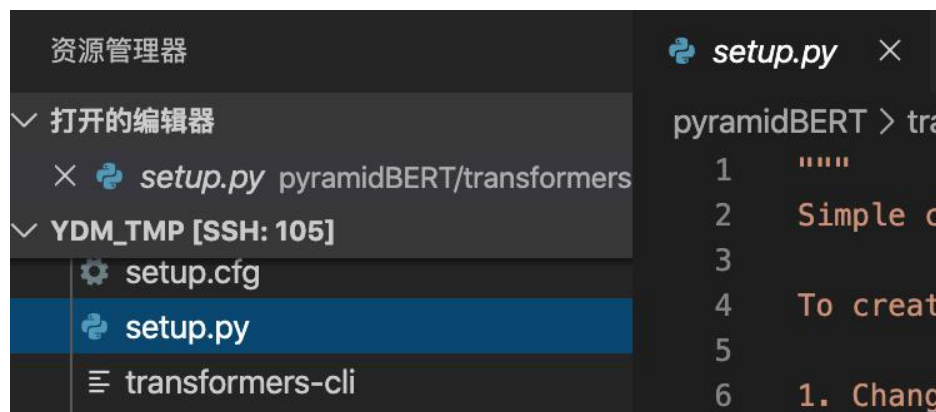 资源管理器
打开的编辑器
setup.py pyramidBERT/transformers
YDM_TMP [SSH: 105]
setup.cfg
setup.py
transformers-cli
setup.py
pyramidBERT >
1 """
2 Simple
3
4 To
5
6 1.